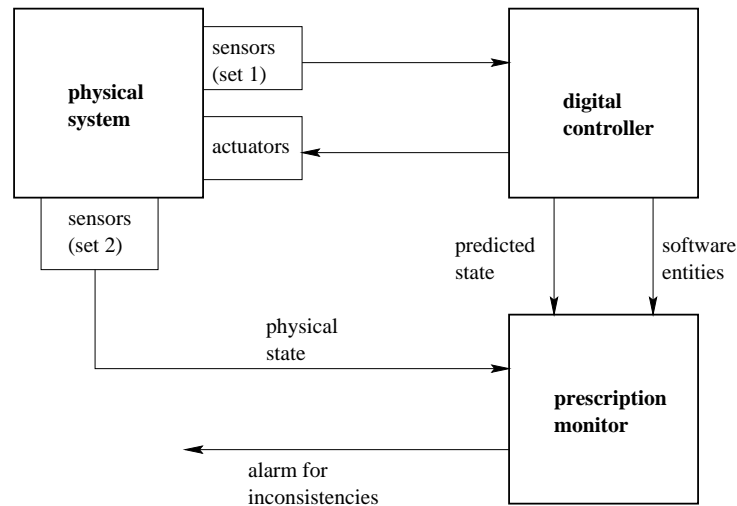 sensors
(set 1)
physical
system
digital
controller
actuators
sensors
(set 2)
predicted
state
software
entities
physical
state
prescription
monitor
alarm for
inconsistencies